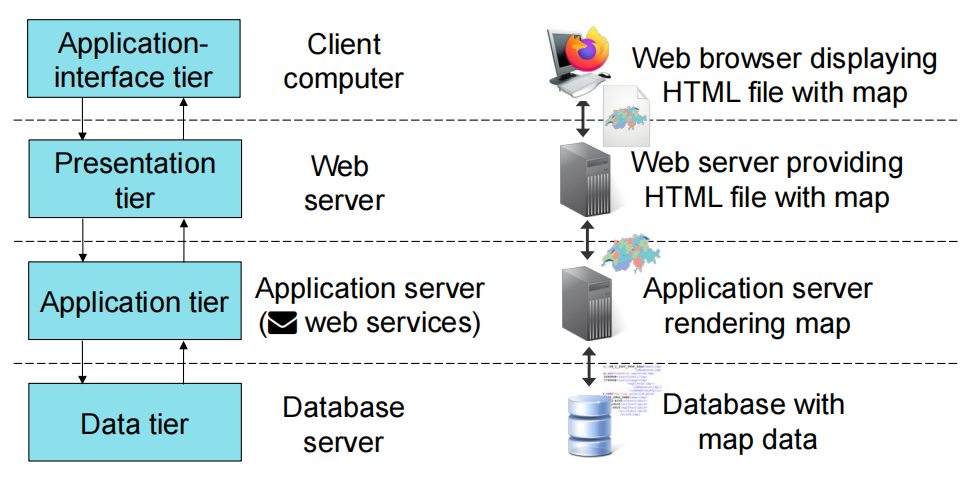 Application-
interface tier
Client
computer
Web browser displaying
HTML file with map
Presentation
tier
Web
server
Web server providing
HTML file with map
Application tier
Application server
(✉ web services)
Application server
rendering map
Data tier
Database
server
Database with
map data